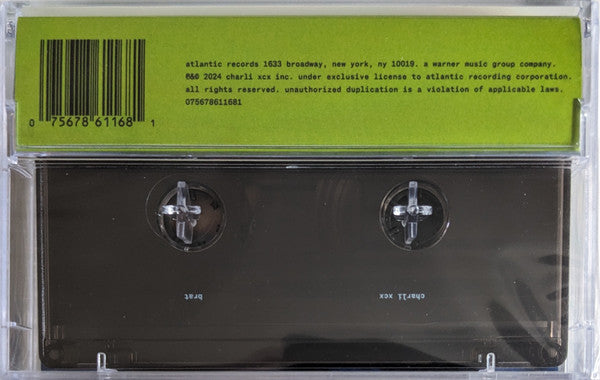 atlantic records 1633 broadway, new york, ny 10019. a warner music group company.
℗&© 2024 charli xcx inc. under exclusive license to atlantic recording corporation.
all rights reserved. unauthorized duplication is a violation of applicable laws.
075678611681
0 75678 61168 1
brat
charli xcx